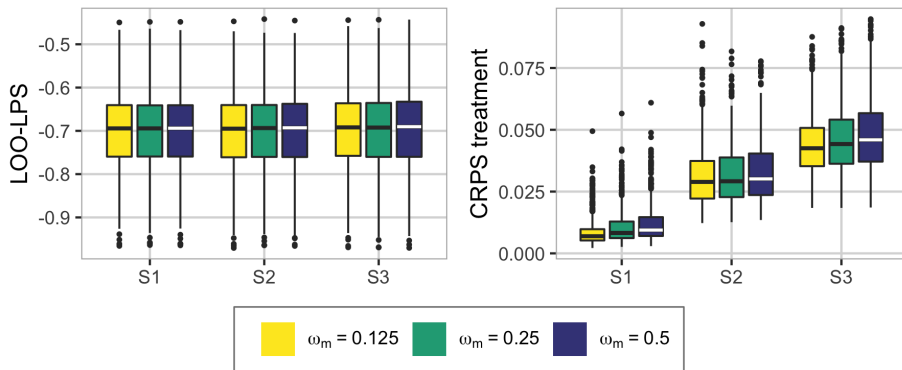 LOO-LPS
-0.5
-0.6
-0.7
-0.8
-0.9
S1 S2 S3
CRPS treatment
0.075
0.050
0.025
0.000
S1 S2 S3
ωm = 0.125 ωm = 0.25 ωm = 0.5